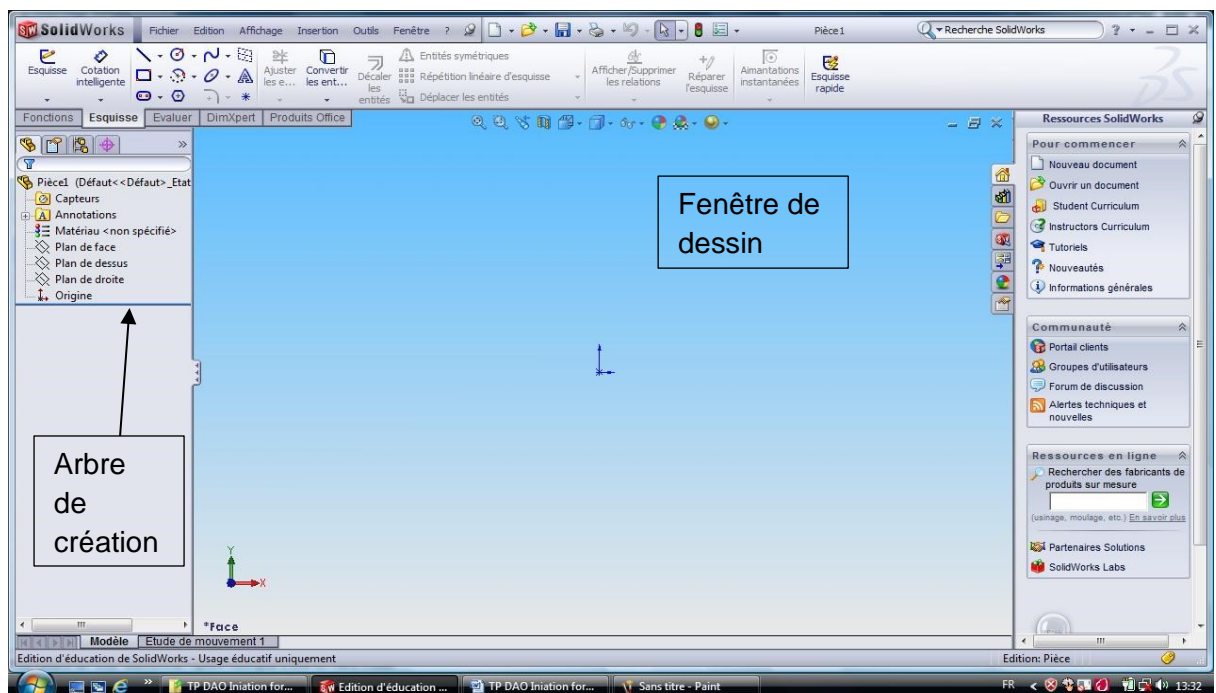 SolidWorks Fichier Edition Affichage Insertion Outils Fenêtre ? Pièce1 Recherche SolidWorks ?
Esquisse
Cotation intelligente
Ajuster les e...
Convertir les ent...
Décaler les entités
Entités symétriques
Répétition linéaire d'esquisse
Déplacer les entités
Afficher/Supprimer les relations
Réparer l'esquisse
Aimantations instantanées
Esquisse rapide
Fonctions Esquisse Evaluer DimXpert Produits Office
Pièce1 (Défaut<<Défaut>_Etat
Capteurs
Annotations
Matériau <non spécifié>
Plan de face
Plan de dessus
Plan de droite
Origine
Arbre
de
création
Fenêtre de
dessin
Y
X
*Face
Ressources SolidWorks
Pour commencer
Nouveau document
Ouvrir un document
Student Curriculum
Instructors Curriculum
Tutoriels
Nouveautés
Informations générales
Communauté
Portail clients
Groupes d'utilisateurs
Forum de discussion
Alertes techniques et
nouvelles
Ressources en ligne
Rechercher des fabricants de
produits sur mesure
(usinage, moulage, etc.) En savoir plus
Partenaires Solutions
SolidWorks Labs
Modèle Etude de mouvement 1
Edition d'éducation de SolidWorks - Usage éducatif uniquement Edition: Pièce
TP DAO Iniation for... Edition d'éducation ... TP DAO Iniation for... Sans titre - Paint FR 13:32